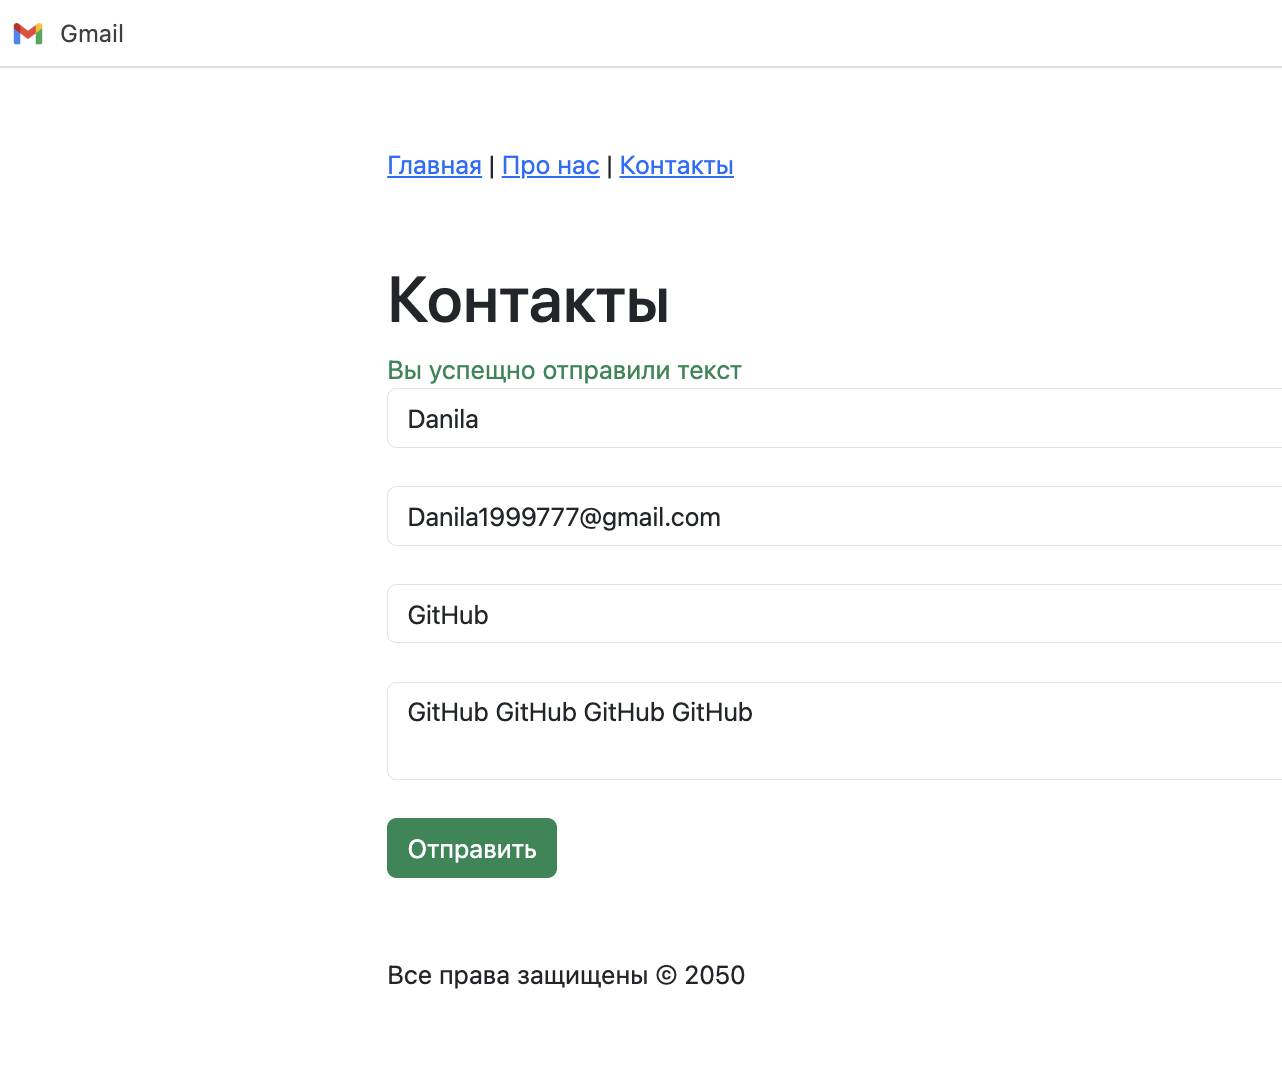 Gmail
Главная | Про нас | Контакты
Контакты
Вы успещно отправили текст
Danila
Danila1999777@gmail.com
GitHub
GitHub GitHub GitHub GitHub
Отправить
Все права защищены © 2050